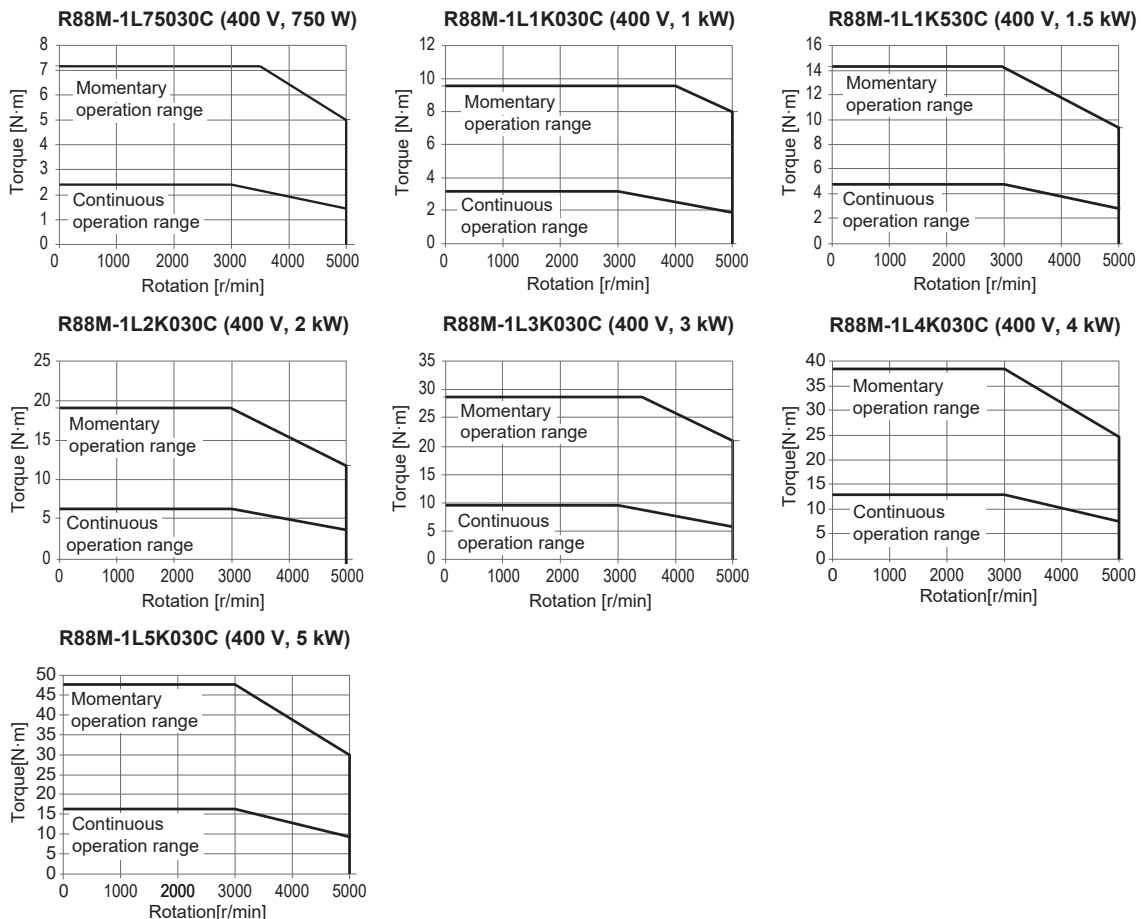 R88M-1L75030C (400 V, 750 W)
8
7
6
5
4
3
2
1
0
Torque [N·m]
Momentary
operation range
Continuous
operation range
0 1000 2000 3000 4000 5000
Rotation [r/min]
R88M-1L1K030C (400 V, 1 kW)
12
10
8
6
4
2
0
Torque [N·m]
Momentary
operation range
Continuous
operation range
0 1000 2000 3000 4000 5000
Rotation [r/min]
R88M-1L1K530C (400 V, 1.5 kW)
16
14
12
10
8
6
4
2
0
Torque [N·m]
Momentary
operation range
Continuous
operation range
0 1000 2000 3000 4000 5000
Rotation [r/min]
R88M-1L2K030C (400 V, 2 kW)
25
20
15
10
5
0
Torque [N·m]
Momentary
operation range
Continuous
operation range
0 1000 2000 3000 4000 5000
Rotation [r/min]
R88M-1L3K030C (400 V, 3 kW)
35
30
25
20
15
10
5
0
Torque [N·m]
Momentary
operation range
Continuous
operation range
0 1000 2000 3000 4000 5000
Rotation [r/min]
R88M-1L4K030C (400 V, 4 kW)
40
35
30
25
20
15
10
5
0
Torque[N·m]
Momentary
operation range
Continuous
operation range
0 1000 2000 3000 4000 5000
Rotation[r/min]
R88M-1L5K030C (400 V, 5 kW)
50
45
40
35
30
25
20
15
10
5
0
Torque[N·m]
Momentary
operation range
Continuous
operation range
0 1000 2000 3000 4000 5000
Rotation[r/min]